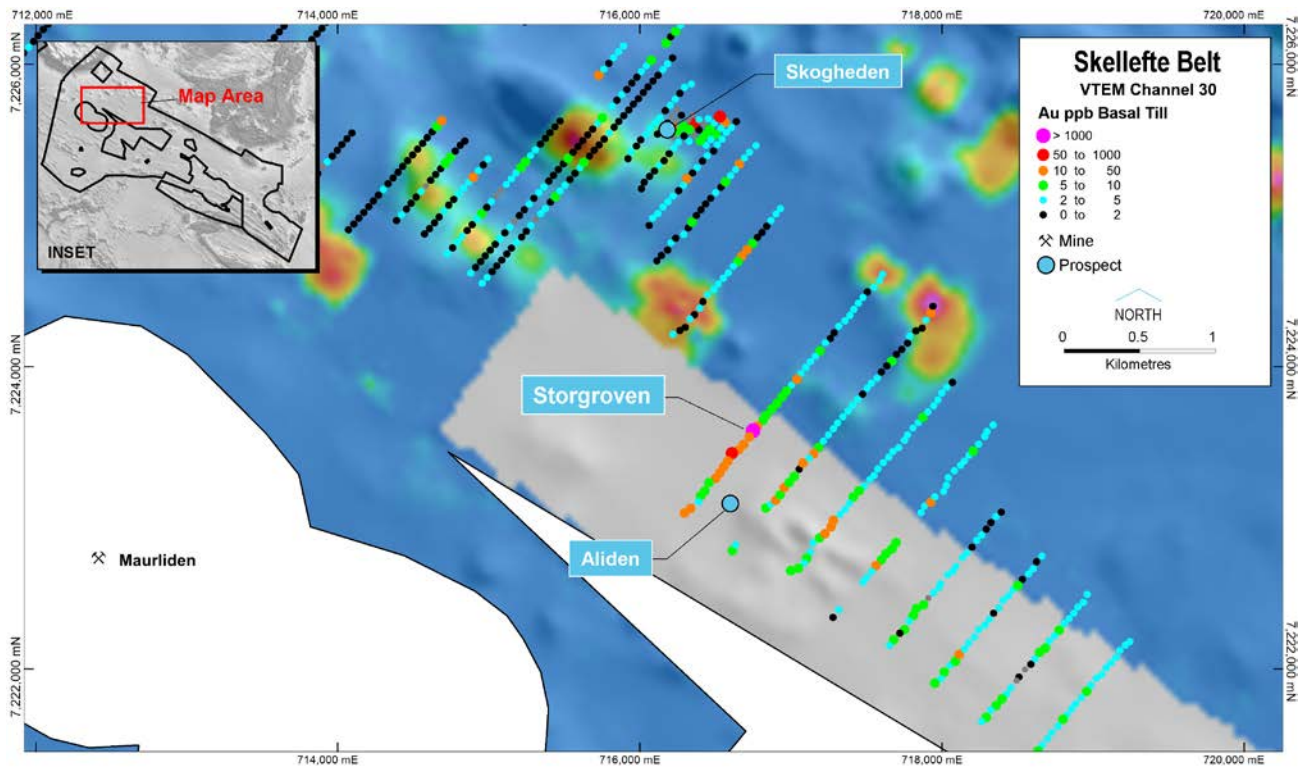 712,000 mE
714,000 mE
716,000 mE
718,000 mE
720,000 mE
7,226,000 mN
7,226,000 mN
Map Area
INSET
Skogheden
Skellefte Belt
VTEM Channel 30
Au ppb Basal Till
> 1000
50 to 1000
10 to 50
5 to 10
2 to 5
0 to 2
Mine
Prospect
NORTH
0 0.5 1
Kilometres
7,224,000 mN
7,224,000 mN
Storgroven
Aliden
Maurliden
7,222,000 mN
7,222,000 mN
714,000 mE
716,000 mE
718,000 mE
720,000 mE